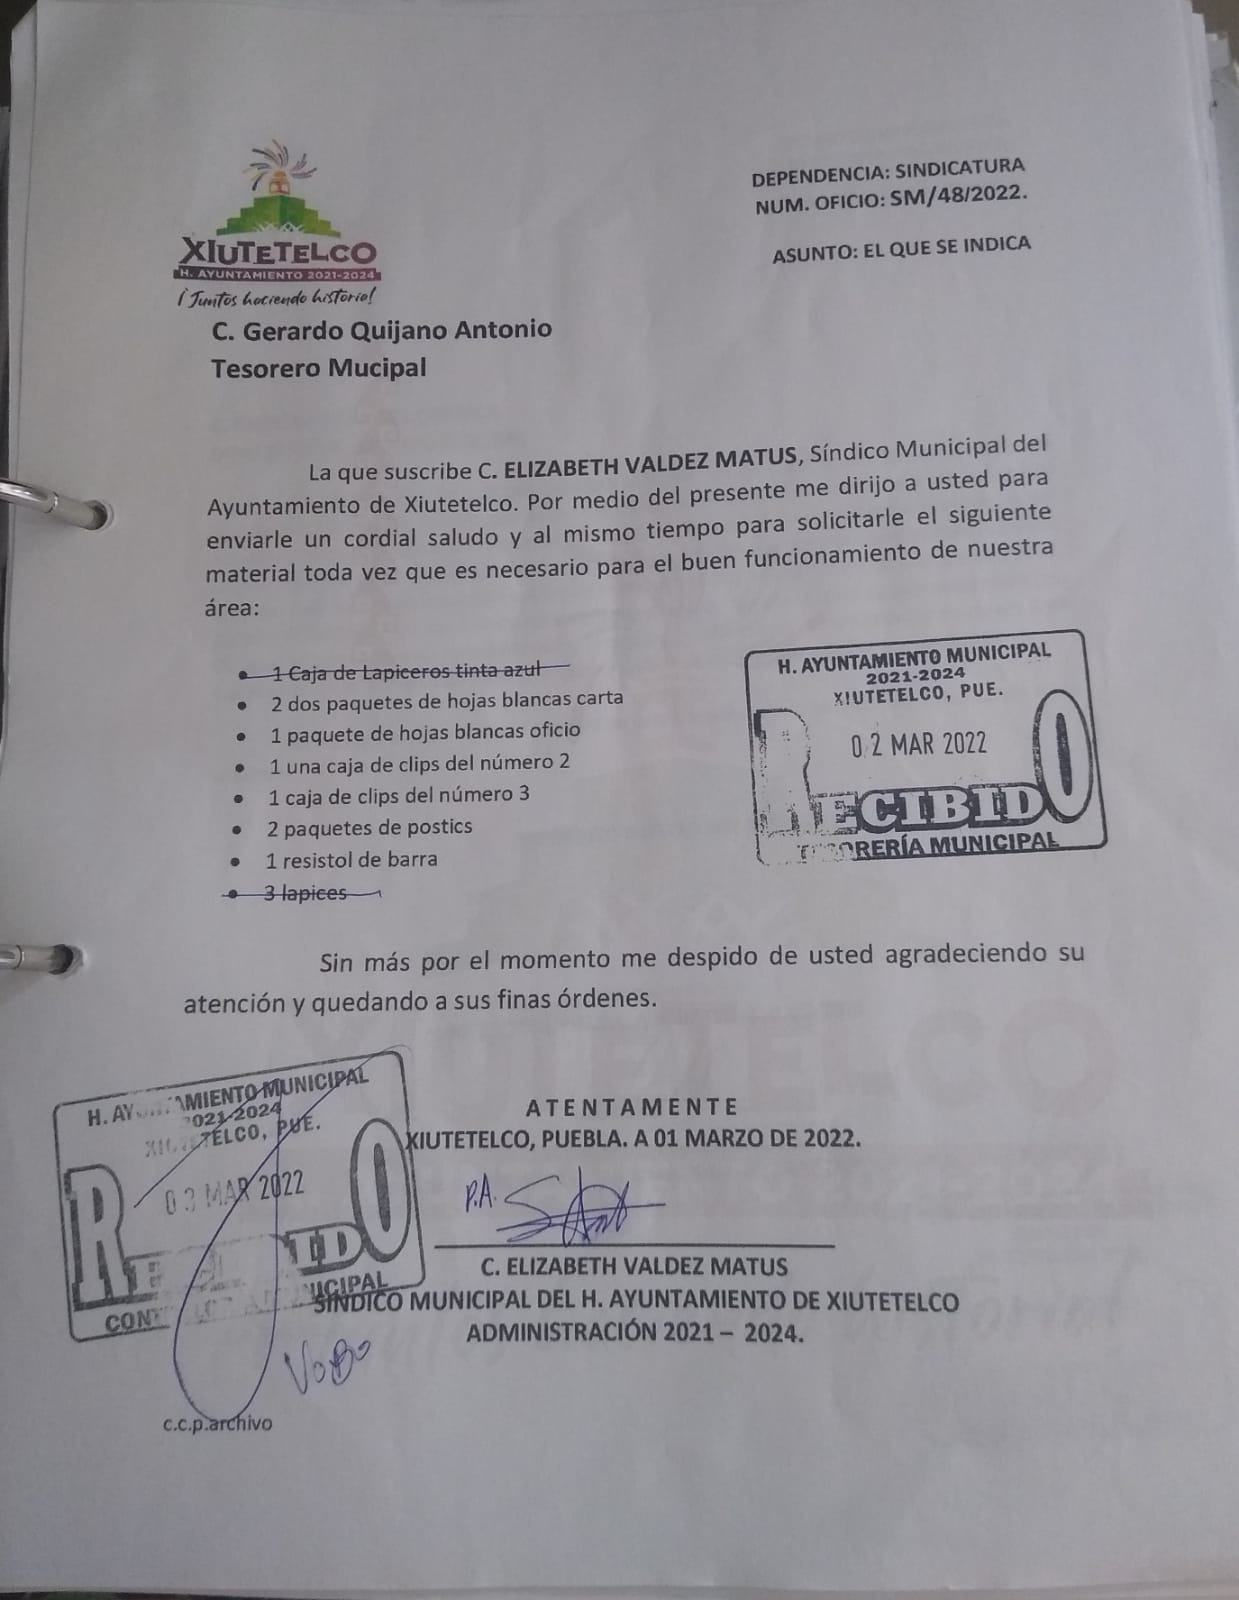 DEPENDENCIA: SINDICATURA
NUM. OFICIO: SM/48/2022.
ASUNTO: EL QUE SE INDICA
XIUTETELCO
H. AYUNTAMIENTO 2021-2024
¡Juntos haciendo historia!
C. Gerardo Quijano Antonio
Tesorero Mucipal
La que suscribe C. ELIZABETH VALDEZ MATUS, Síndico Municipal del
Ayuntamiento de Xiutetelco. Por medio del presente me dirijo a usted para
enviarle un cordial saludo y al mismo tiempo para solicitarle el siguiente
material toda vez que es necesario para el buen funcionamiento de nuestra
área:
• 1 Caja de Lapiceros tinta azul
• 2 dos paquetes de hojas blancas carta
• 1 paquete de hojas blancas oficio
• 1 una caja de clips del número 2
• 1 caja de clips del número 3
• 2 paquetes de postics
• 1 resistol de barra
• 3 lapices
H. AYUNTAMIENTO MUNICIPAL
2021-2024
XIUTETELCO, PUE.
02 MAR 2022
RECIBIDO
TESORERÍA MUNICIPAL
Sin más por el momento me despido de usted agradeciendo su
atención y quedando a sus finas órdenes.
H. AYUNTAMIENTO MUNICIPAL
2021-2024
XIUTETELCO, PUE.
03 MAR 2022
RECIBIDO
ATENTAMENTE
XIUTETELCO, PUEBLA. A 01 MARZO DE 2022.
P.A.
C. ELIZABETH VALDEZ MATUS
SÍNDICO MUNICIPAL DEL H. AYUNTAMIENTO DE XIUTETELCO
ADMINISTRACIÓN 2021 – 2024.
VoBo
c.c.p.archivo